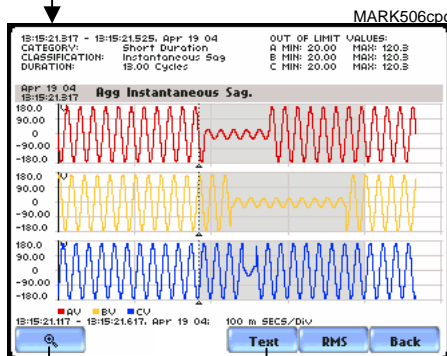 MARK506cpc
18:15:21.317 - 18:15:21.525, Apr 19 04
OUT OF LIMIT VALUES:
CATEGORY: Short Duration
A MIN: 20.00 MAX: 120.3
CLASSIFICATION: Instantaneous Sag
B MIN: 20.00 MAX: 120.3
DURATION: 13.00 Cycles
C MIN: 20.00 MAX: 120.3
Apr 19 04
18:15:21.317
Agg Instantaneous Sag.
180.0
90.00
0
-90.00
-180.0
180.0
90.00
0
-90.00
-180.0
180.0
90.00
0
-90.00
-180.0
AV BV CV
18:15:21.117 - 18:15:21.617, Apr 19 04; 100 m SECS/Div
Text RMS Back